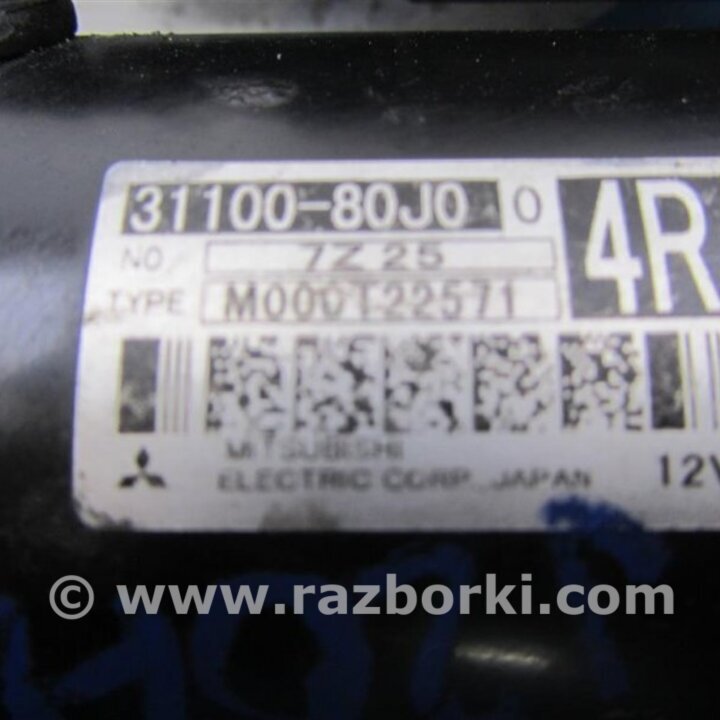 31100-80J0 0 4R
NO 7Z25
TYPE M000T22571
MITSUBISHI
ELECTRIC CORP. JAPAN 12V
© www.razborki.com